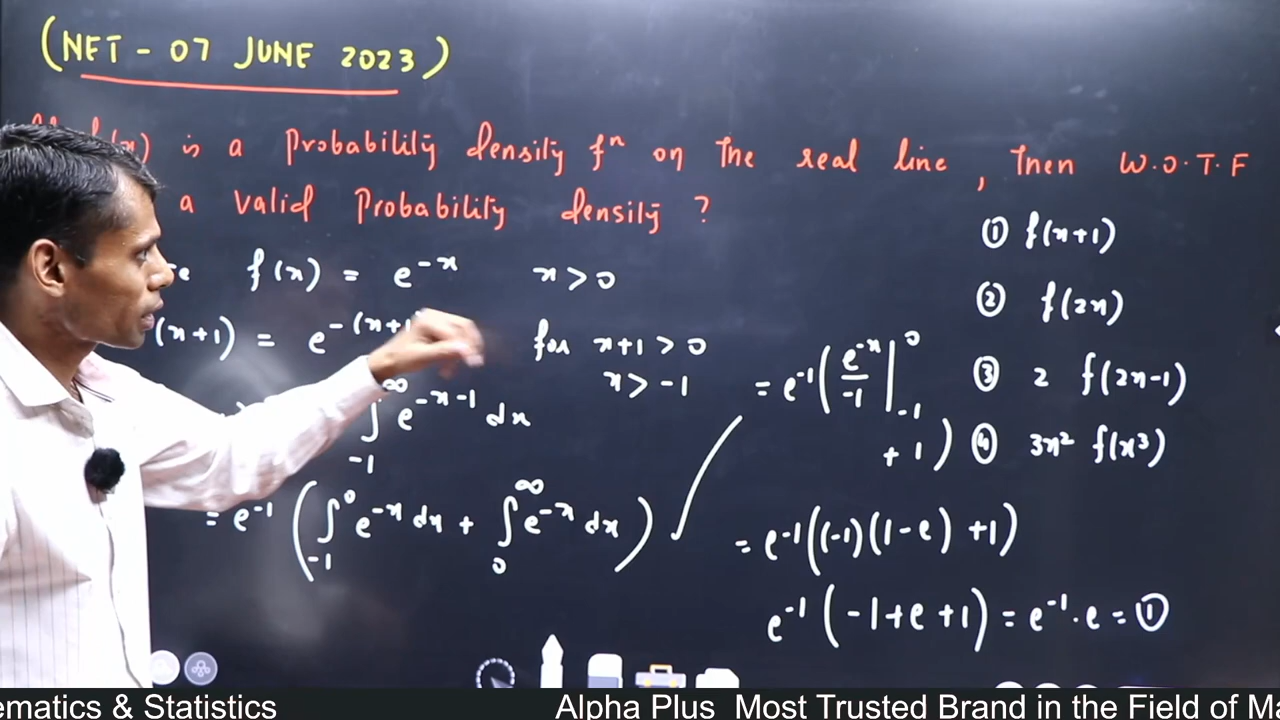 (NET - 07 JUNE 2023)
(x) is a Probability density fⁿ on the real line, Then W.O.T.F
a valid Probability density ?
① f(x+1)
② f(2x)
③ 2 f(2x-1)
④ 3x² f(x³)
f(x) = e^{-x} x>0
(x+1) = e^{-(x+1 for x+1>0
x>-1
∫_{-1}^{∞} e^{-x-1} dx
= e^{-1} ( ∫_{-1}^{0} e^{-x} dx + ∫_{0}^{∞} e^{-x} dx )
= e^{-1} ( e^{-x}/-1 |_{-1}^{0} + 1 )
= e^{-1}((-1)(1-e)+1)
e^{-1}(-1+e+1) = e^{-1}.e = ①
ematics & Statistics Alpha Plus Most Trusted Brand in the Field of Ma